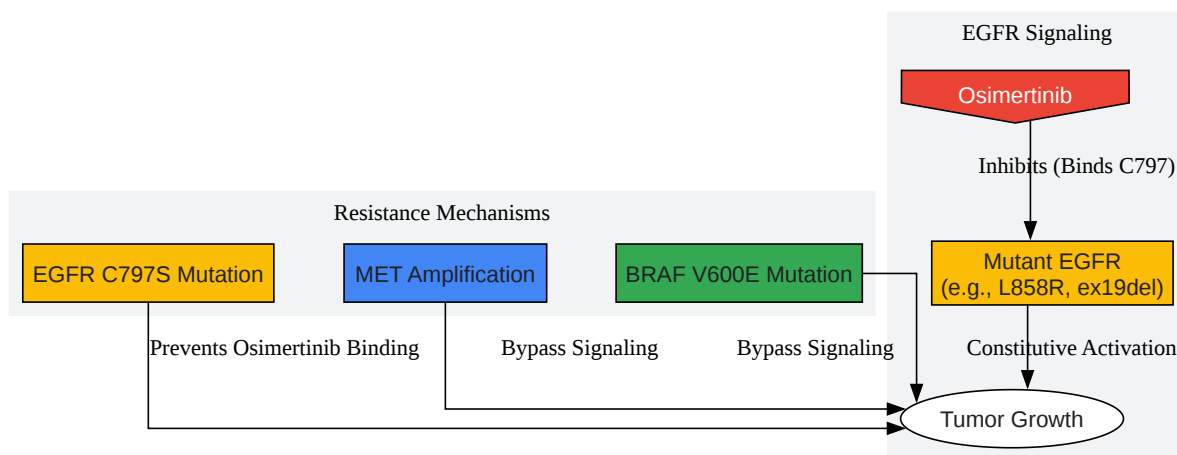 EGFR Signaling
Osimertinib
Inhibits (Binds C797)
Resistance Mechanisms
EGFR C797S Mutation
MET Amplification
BRAF V600E Mutation
Mutant EGFR
(e.g., L858R, ex19del)
Prevents Osimertinib Binding
Bypass Signaling
Bypass Signaling
Constitutive Activation
Tumor Growth